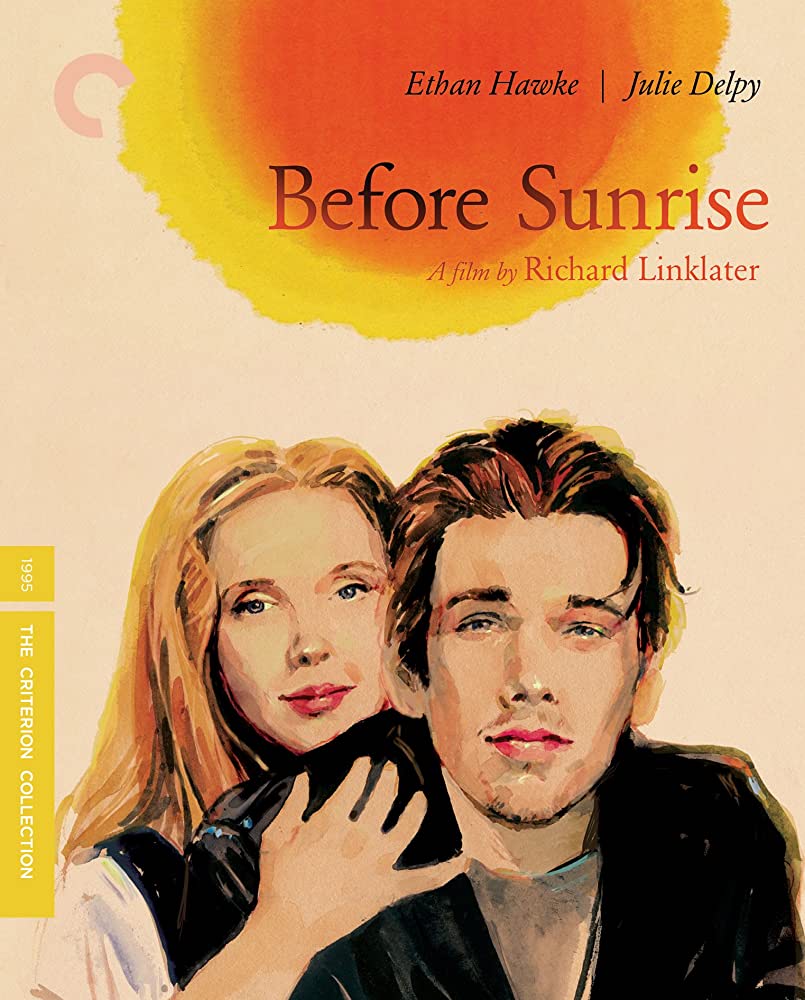 Ethan Hawke | Julie Delpy
Before Sunrise
A film by Richard Linklater
1995
THE CRITERION COLLECTION